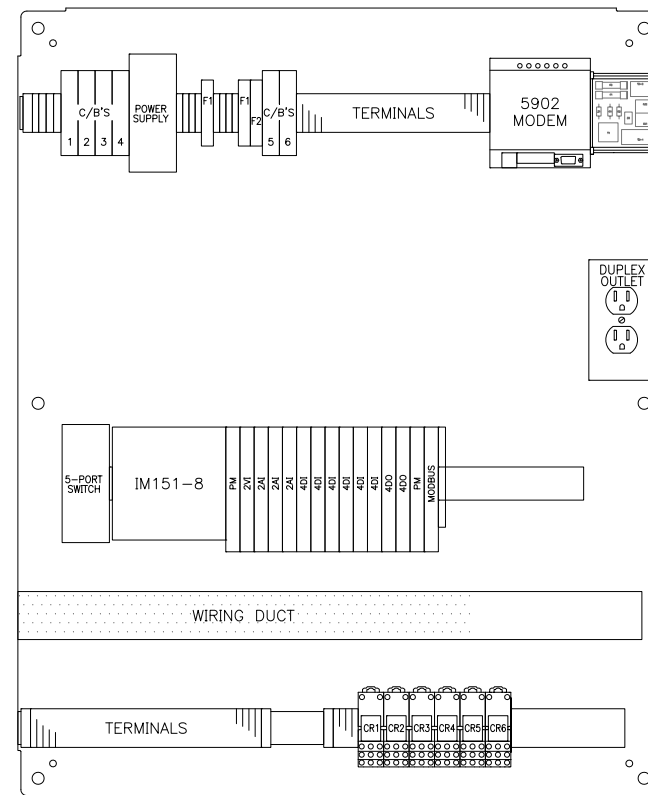 C/B'S
1 2 3 4
POWER
SUPPLY
F1
F1
F2
C/B'S
5 6
TERMINALS
5902
MODEM
DUPLEX
OUTLET
5-PORT
SWITCH
IM151-8
PM
2VI
2AI
2AI
2AI
4DI
4DI
4DI
4DI
4DI
4DI
4DO
4DO
PM
MODBUS
WIRING DUCT
TERMINALS
CR1 CR2 CR3 CR4 CR5 CR6